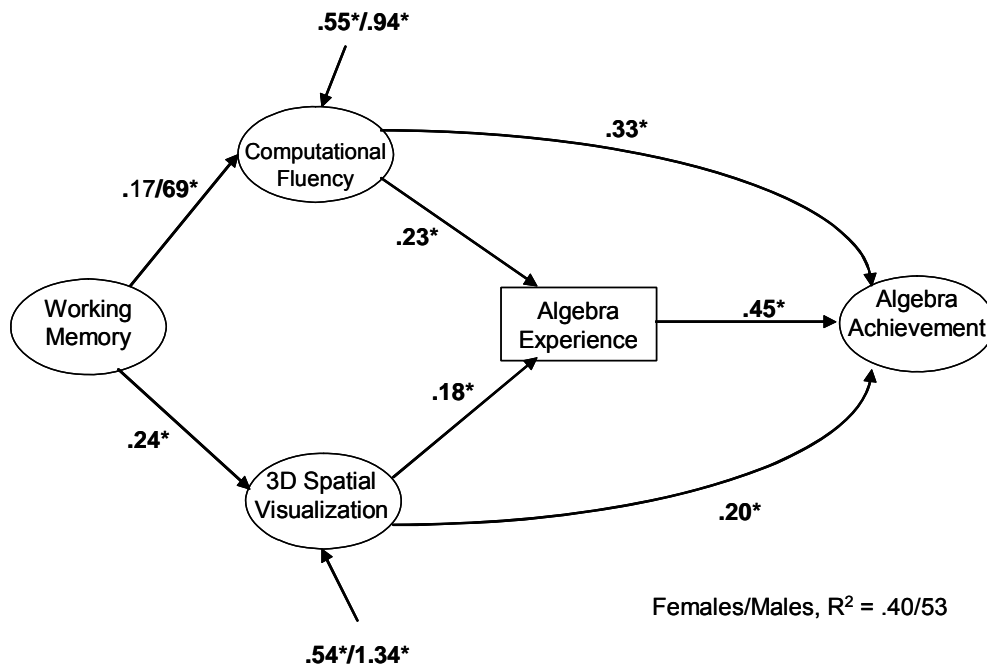 .55*/.94*
Computational
Fluency
.33*
.17/69*
.23*
Working
Memory
Algebra
Experience
.45*
Algebra
Achievement
.18*
.24*
3D Spatial
Visualization
.20*
Females/Males, R² = .40/53
.54*/1.34*